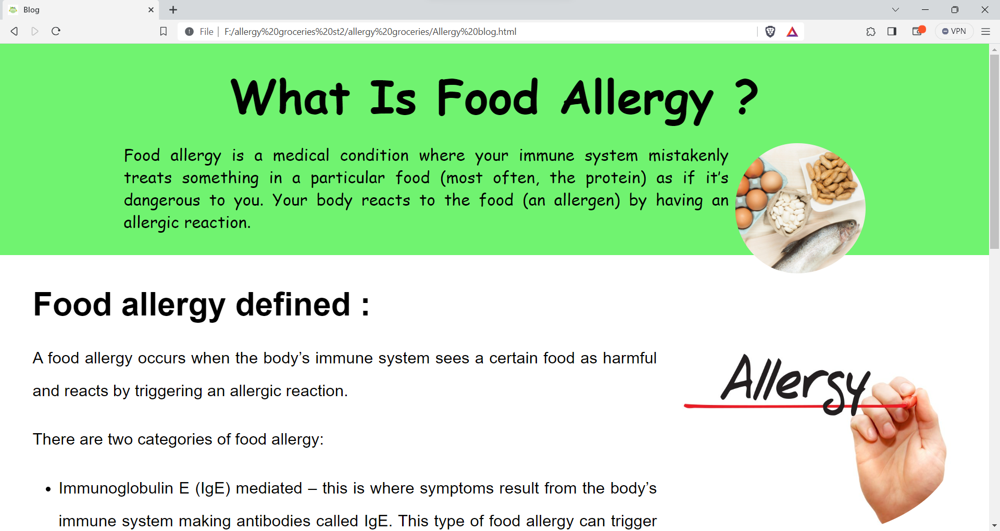 Blog
File
F:/allergy%20groceries%20st2/allergy%20groceries/Allergy%20blog.html
VPN
What Is Food Allergy ?
Food allergy is a medical condition where your immune system mistakenly
treats something in a particular food (most often, the protein) as if it's
dangerous to you. Your body reacts to the food (an allergen) by having an
allergic reaction.
Food allergy defined :
A food allergy occurs when the body’s immune system sees a certain food as harmful
and reacts by triggering an allergic reaction.
Allergy
There are two categories of food allergy:
• Immunoglobulin E (IgE) mediated – this is where symptoms result from the body’s
immune system making antibodies called IgE. This type of food allergy can trigger